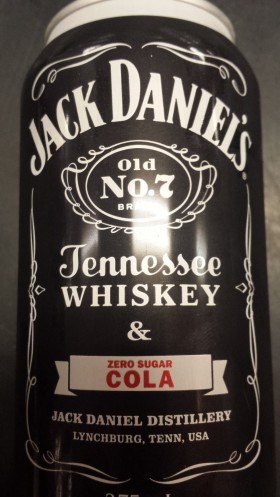 JACK DANIEL'S
Old
No.7
Tennessee
WHISKEY
&
ZERO SUGAR
COLA
JACK DANIEL DISTILLERY
LYNCHBURG, TENN, USA